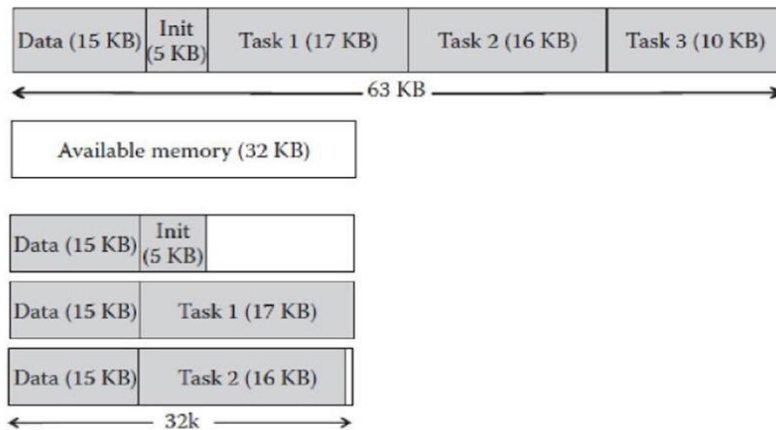 Data (15 KB) Init (5 KB) Task 1 (17 KB) Task 2 (16 KB) Task 3 (10 KB)
63 KB
Available memory (32 KB)
Data (15 KB) Init (5 KB)
Data (15 KB) Task 1 (17 KB)
Data (15 KB) Task 2 (16 KB)
32k